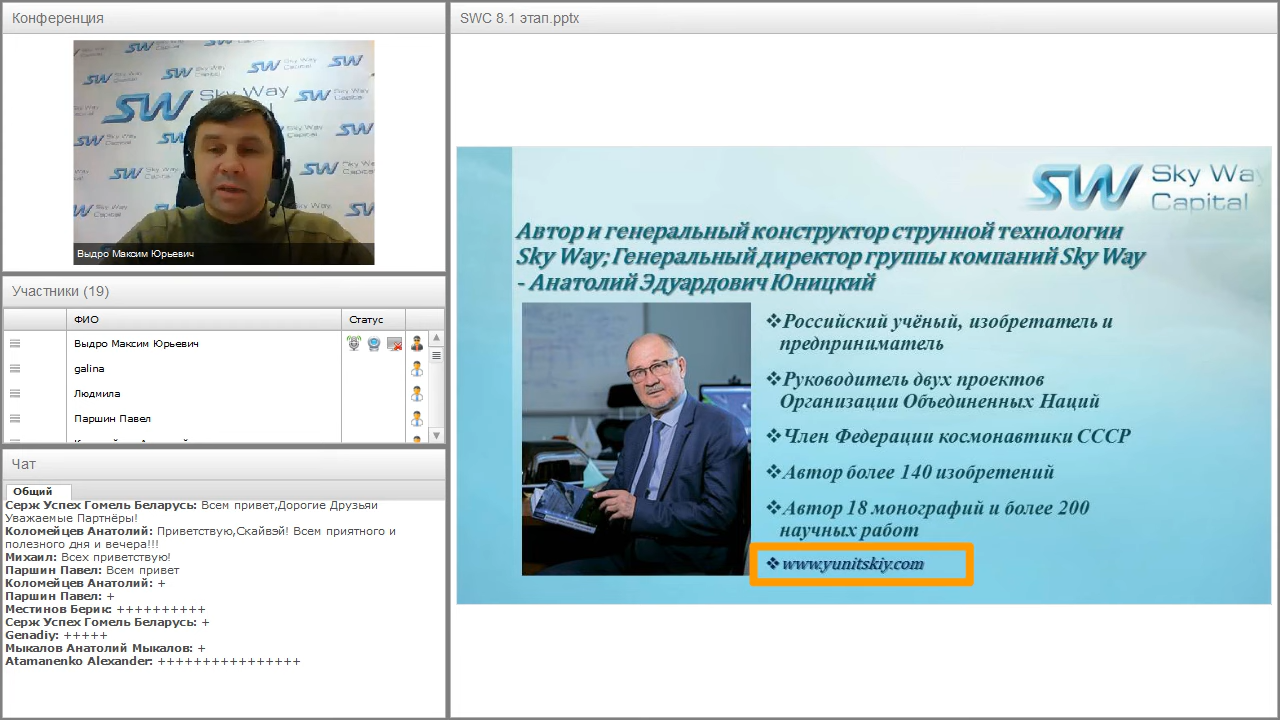 Конференция
SW
Sky Way
Capital
Выдро Максим Юрьевич
Участники (19)
ФИО
Статус
Выдро Максим Юрьевич
galina
Людмила
Паршин Павел
Чат
Общий
Серж Успех Гомель Беларусь: Всем привет,Дорогие Друзьяи
Уважаемые Партнёры!
Коломейцев Анатолий: Приветствую,Скайвэй! Всем приятного и
полезного дня и вечера!!!
Михаил: Всех приветствую!
Паршин Павел: Всем привет
Коломейцев Анатолий: +
Паршин Павел: +
Местинов Берик: ++++++++++
Серж Успех Гомель Беларусь: +
Genadiy: +++++
Мыкалов Анатолий Мыкалов: +
Atamanenko Alexander: ++++++++++++++++
SWC 8.1 этап.pptx
SW Sky Way
Capital
Автор и генеральный конструктор струнной технологии
Sky Way; Генеральный директор группы компаний Sky Way
- Анатолий Эдуардович Юницкий
❖Российский учёный, изобретатель и
предприниматель
❖Руководитель двух проектов
Организации Объединенных Наций
❖Член Федерации космонавтики СССР
❖Автор более 140 изобретений
❖Автор 18 монографий и более 200
научных работ
❖www.yunitskiy.com